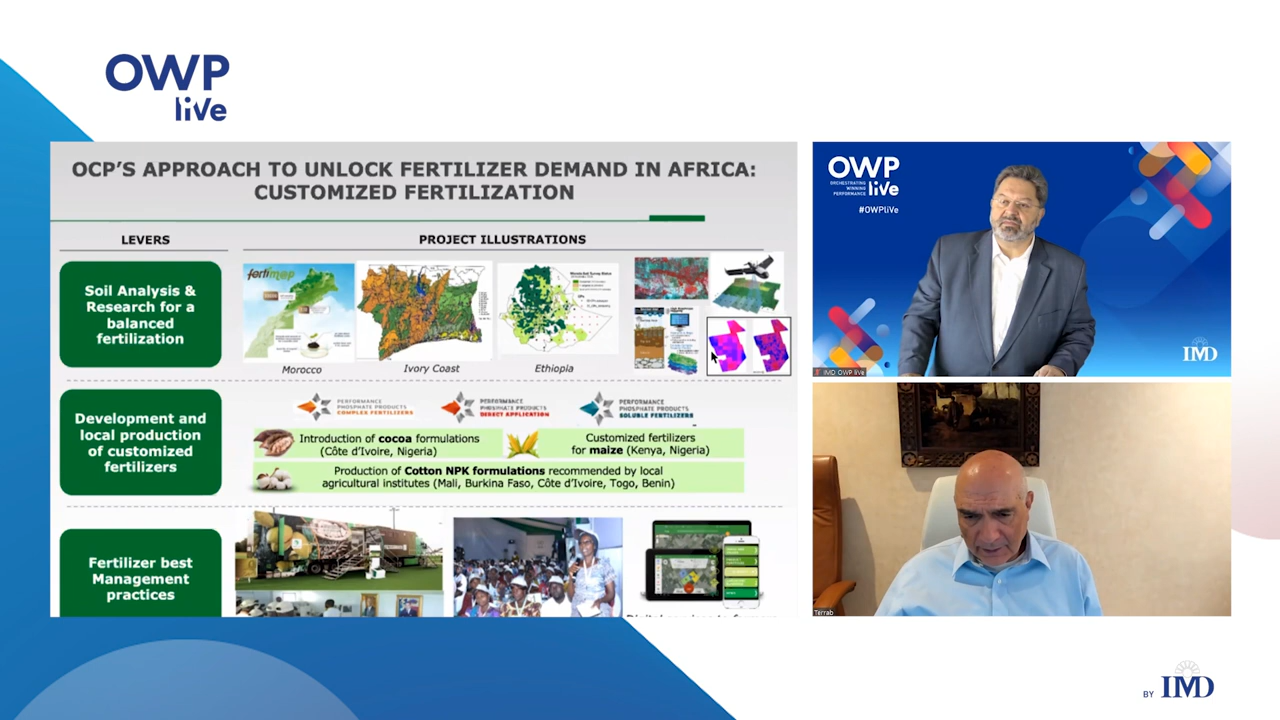 OWP
liVe
OCP'S APPROACH TO UNLOCK FERTILIZER DEMAND IN AFRICA:
CUSTOMIZED FERTILIZATION
LEVERS
PROJECT ILLUSTRATIONS
Soil Analysis &
Research for a
balanced
fertilization
fertimap
Morocco
Ivory Coast
Ethiopia
Development and
local production
of customized
fertilizers
PERFORMANCE
PHOSPHATE PRODUCTS
COMPLEX FERTILIZERS
PERFORMANCE
PHOSPHATE PRODUCTS
DIRECT APPLICATION
PERFORMANCE
PHOSPHATE PRODUCTS
SOLUBLE FERTILIZERS
Introduction of cocoa formulations
(Côte d'Ivoire, Nigeria)
Customized fertilizers
for maize (Kenya, Nigeria)
Production of Cotton NPK formulations recommended by local
agricultural institutes (Mali, Burkina Faso, Côte d'Ivoire, Togo, Benin)
Fertilizer best
Management
practices
OWP
ORCHESTRATING
WINNING
PERFORMANCE
liVe
#OWPliVe
IMD
IMD OWP liVe
Terrab
BY IMD